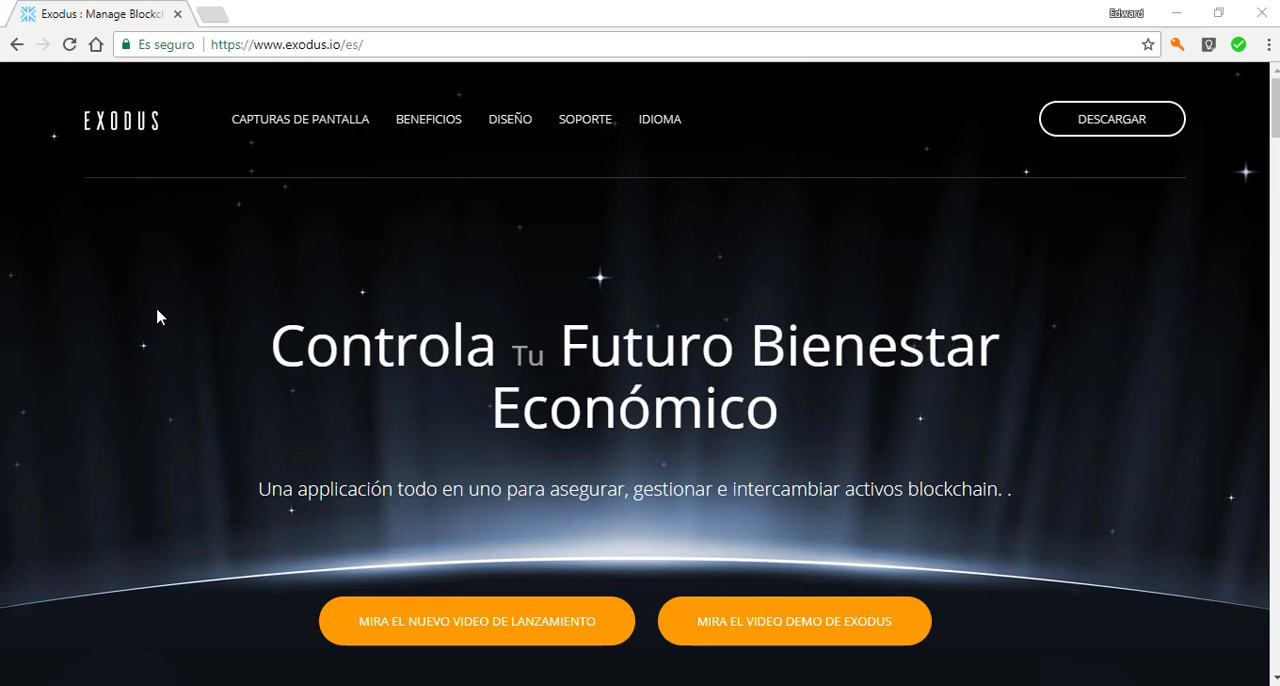 Exodus : Manage Blockch
Edward
Es seguro
https://www.exodus.io/es/
EXODUS
CAPTURAS DE PANTALLA
BENEFICIOS
DISEÑO
SOPORTE
IDIOMA
DESCARGAR
Controla Tu Futuro Bienestar
Económico
Una applicación todo en uno para asegurar, gestionar e intercambiar activos blockchain. .
MIRA EL NUEVO VIDEO DE LANZAMIENTO
MIRA EL VIDEO DEMO DE EXODUS